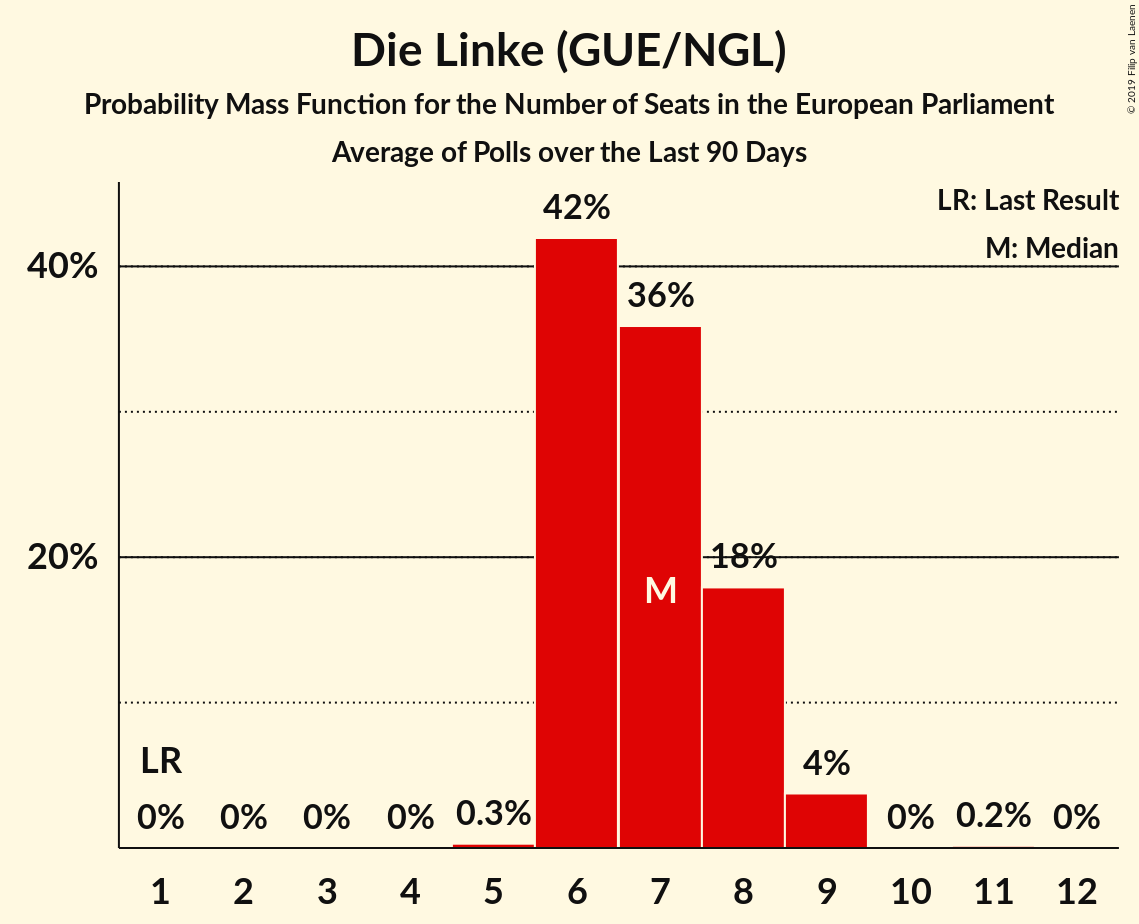 Die Linke (GUE/NGL)
Probability Mass Function for the Number of Seats in the European Parliament
Average of Polls over the Last 90 Days
© 2019 Filip van Laenen
LR: Last Result
M: Median
40%
20%
LR
0%
0%
0%
0%
0.3%
42%
36%
M
18%
4%
0%
0.2%
0%
1 2 3 4 5 6 7 8 9 10 11 12